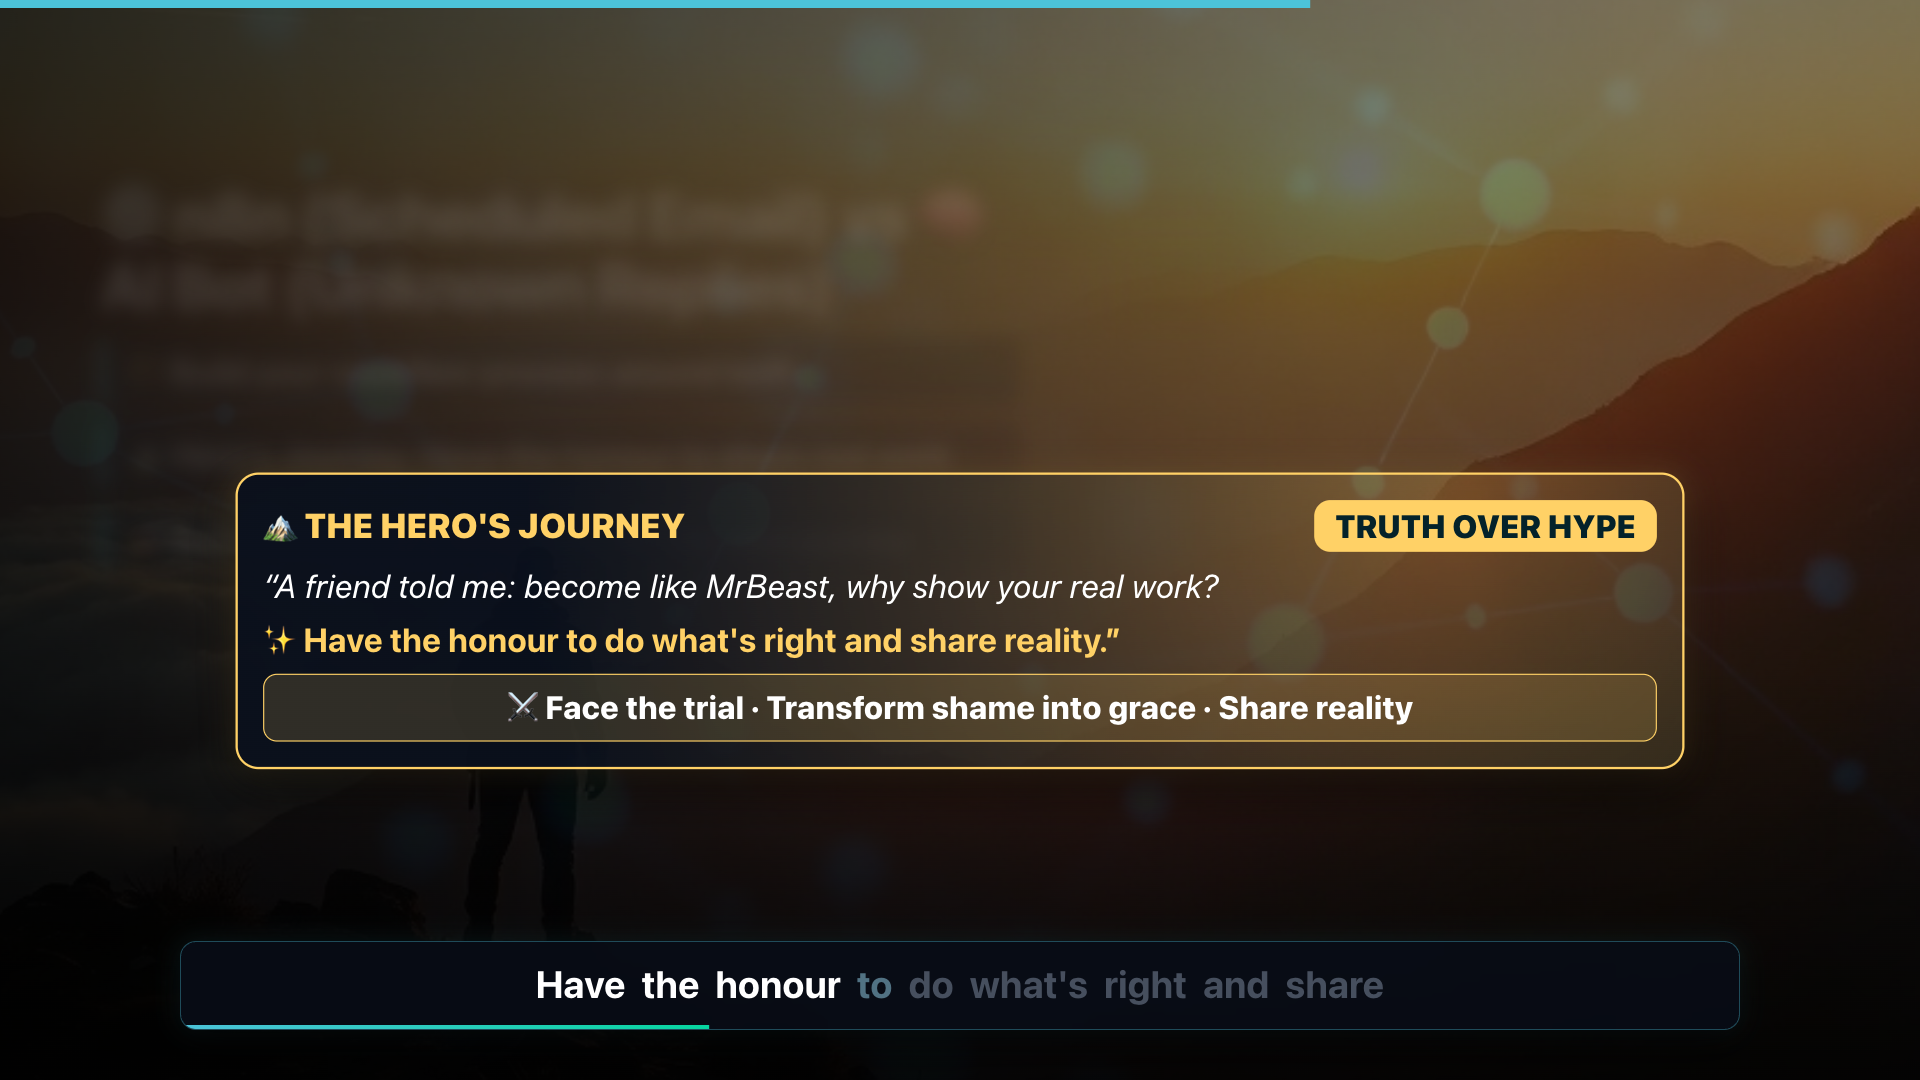 ⛰️ THE HERO'S JOURNEY
TRUTH OVER HYPE
“A friend told me: become like MrBeast, why show your real work?
✨ Have the honour to do what's right and share reality.”
⚔️ Face the trial · Transform shame into grace · Share reality
Have the honour to do what's right and share